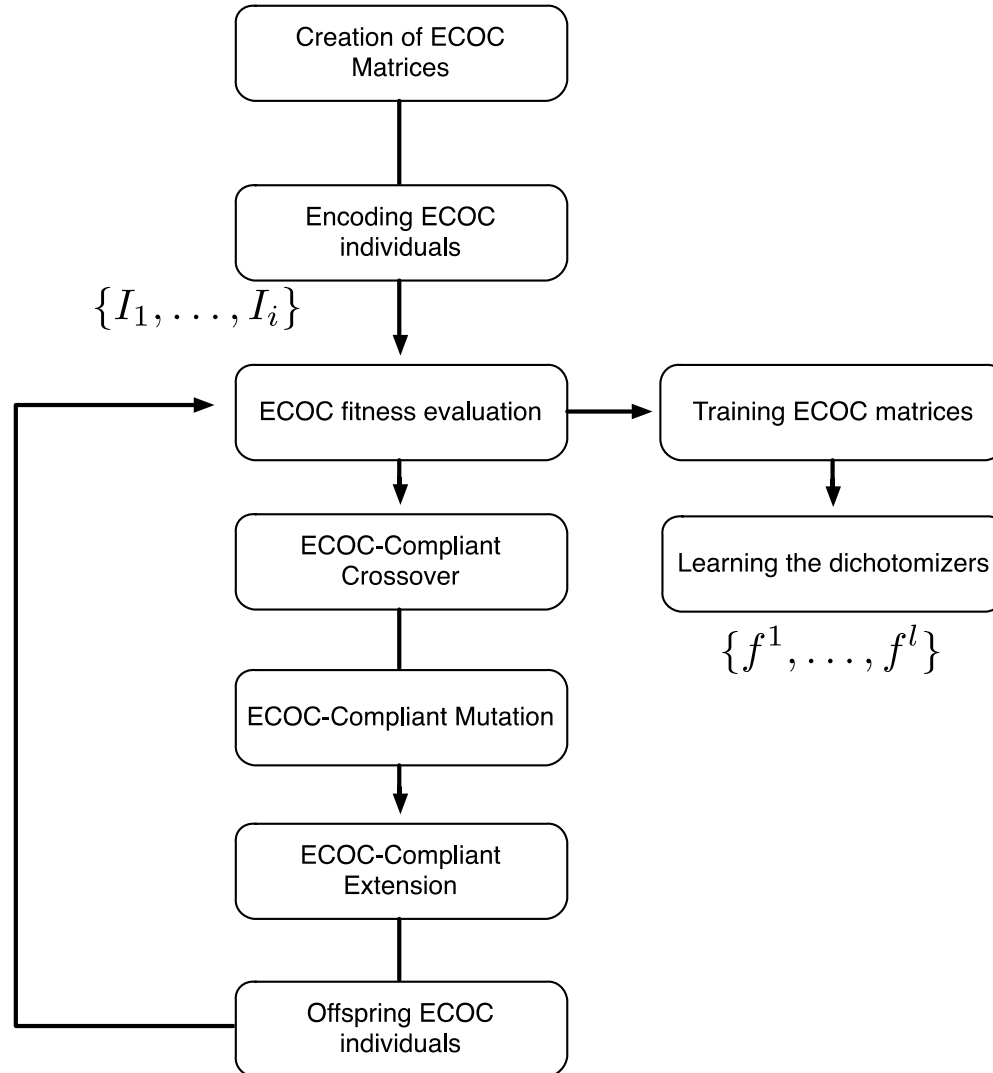 Creation of ECOC
Matrices
Encoding ECOC
individuals
{I_1, . . . , I_i}
ECOC fitness evaluation
Training ECOC matrices
ECOC-Compliant
Crossover
Learning the dichotomizers
{f^1, . . . , f^l}
ECOC-Compliant Mutation
ECOC-Compliant
Extension
Offspring ECOC
individuals